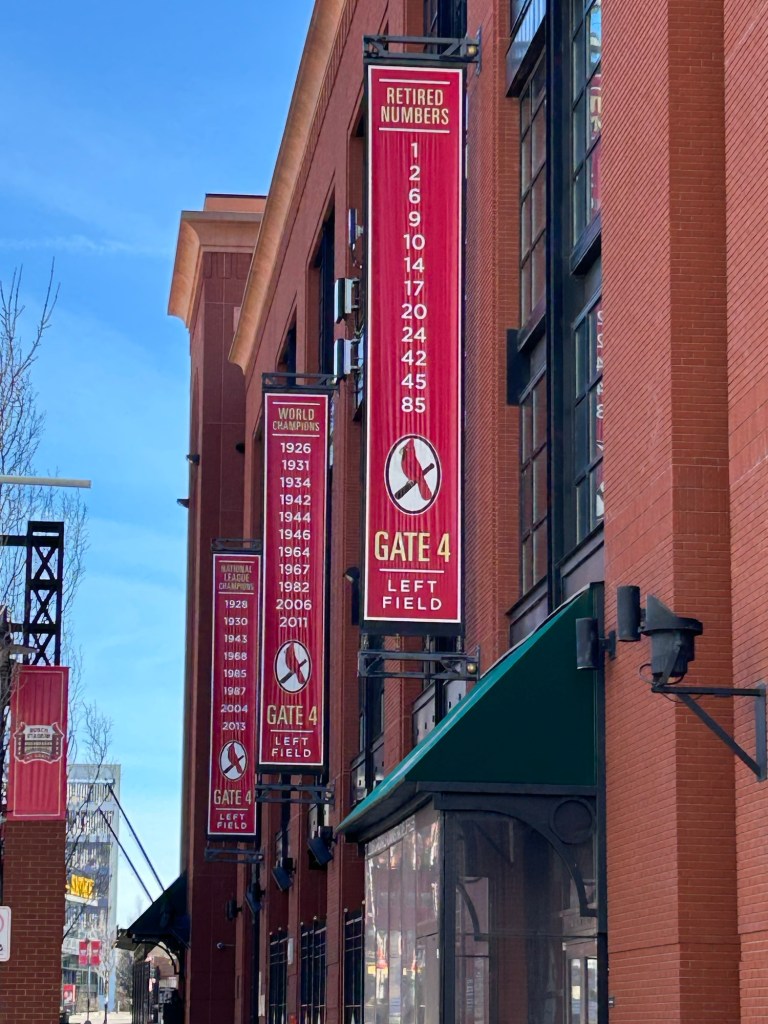 RETIRED
NUMBERS
1
2
6
9
10
14
17
20
24
42
45
85
GATE 4
LEFT
FIELD
WORLD
CHAMPIONS
1926
1931
1934
1942
1944
1946
1964
1967
1982
2006
2011
GATE 4
LEFT
FIELD
NATIONAL
LEAGUE
CHAMPIONS
1928
1930
1943
1968
1985
1987
2004
2013
GATE 4
LEFT
FIELD
BUSCH
STADIUM